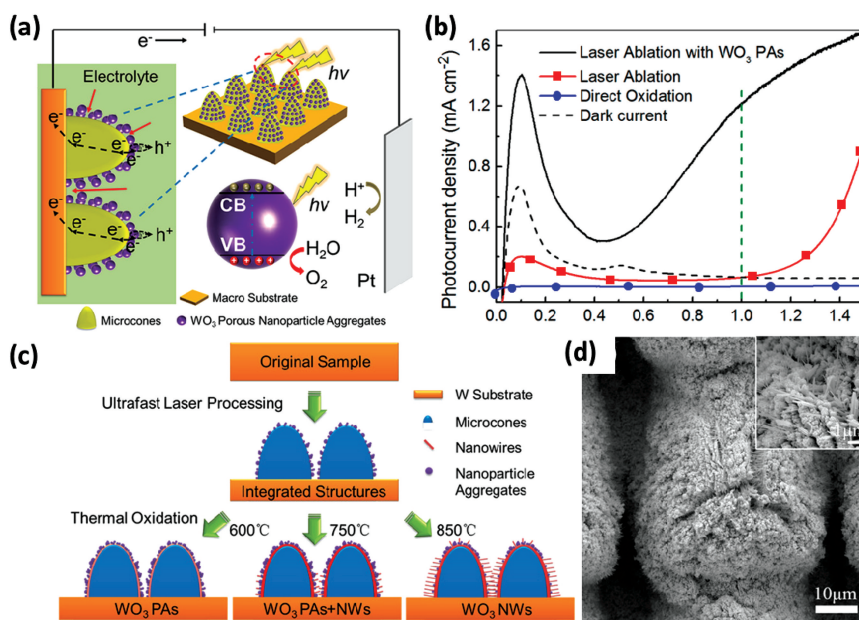 (a)
e-
Electrolyte
hν
e-
e-
e-
e-
h+
e-
e-
e-
e-
h+
CB
VB
hν
H2O
O2
H+
H2
Pt
Macro Substrate
Microcones
WO3 Porous Nanoparticle Aggregates
(b)
Photocurrent density (mA cm-2)
1.6
1.2
0.8
0.4
0.0
Laser Ablation with WO3 PAs
Laser Ablation
Direct Oxidation
Dark current
0.0 0.2 0.4 0.6 0.8 1.0 1.2 1.4
(c)
Original Sample
Ultrafast Laser Processing
Integrated Structures
W Substrate
Microcones
Nanowires
Nanoparticle
Aggregates
Thermal Oxidation
600℃
750℃
850℃
WO3 PAs
WO3 PAs+NWs
WO3 NWs
(d)
1μm
10μm